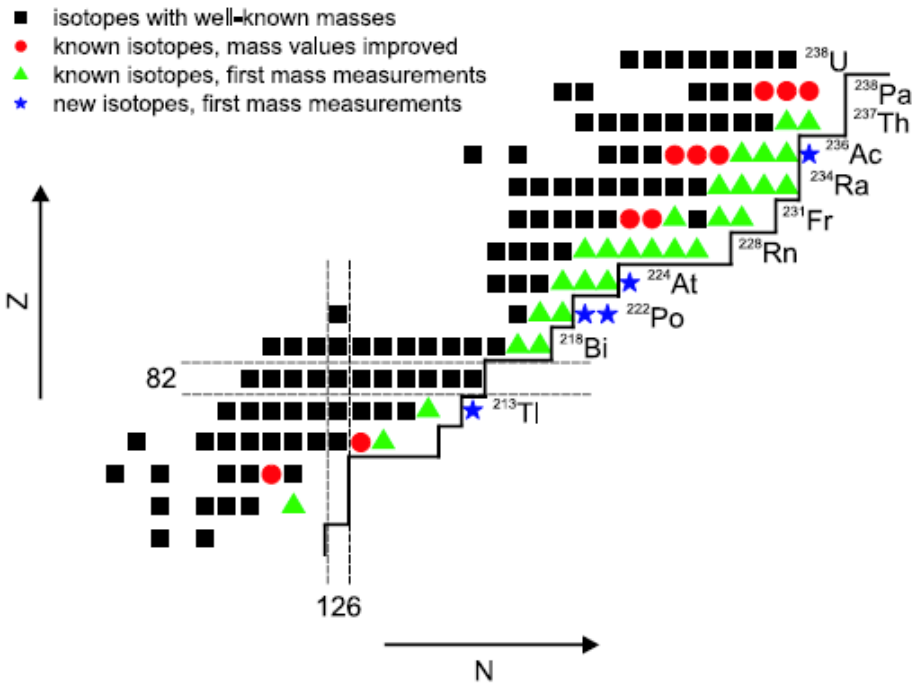 isotopes with well-known masses
known isotopes, mass values improved
known isotopes, first mass measurements
new isotopes, first mass measurements
238U
238Pa
237Th
236Ac
234Ra
231Fr
228Rn
224At
222Po
218Bi
82
213Tl
Z
126
N